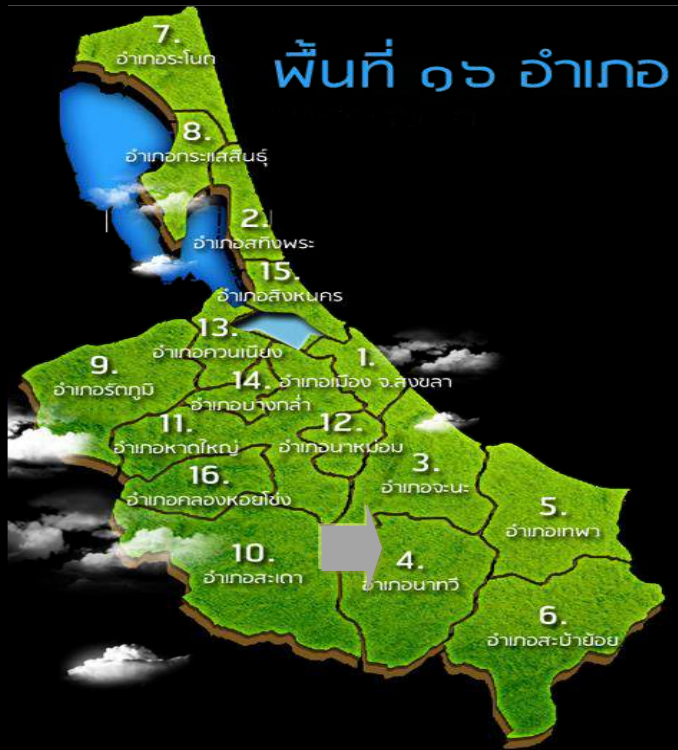 พื้นที่ ๑๖ อำเภอ
7.
อำเภอระโนด
8.
อำเภอกระแสสินธุ์
2.
อำเภอสทิงพระ
15.
อำเภอสิงหนคร
13.
อำเภอควนเนียง
1.
อำเภอเมือง จ.สงขลา
9.
อำเภอรัตภูมิ
14.
อำเภอบางกล่ำ
11.
อำเภอหาดใหญ่
12.
อำเภอนาหม่อม
3.
อำเภอจะนะ
16.
อำเภอคลองหอยโข่ง
5.
อำเภอเทพา
10.
อำเภอสะเดา
4.
อำเภอนาทวี
6.
อำเภอสะบ้าย้อย